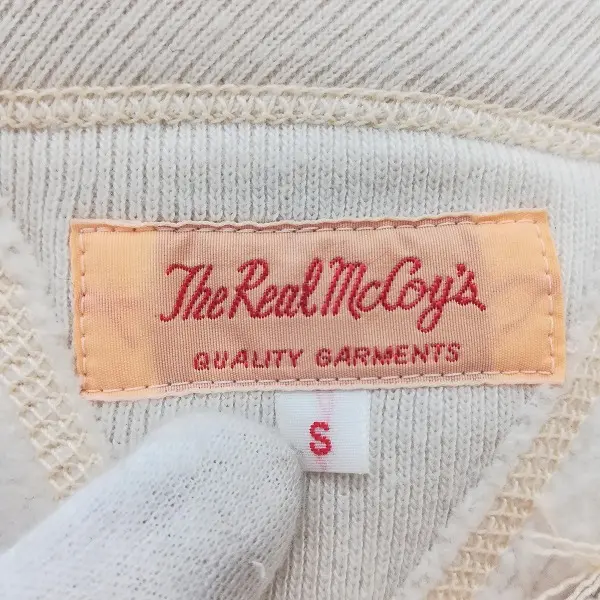 The Real McCoy's
QUALITY GARMENTS
S